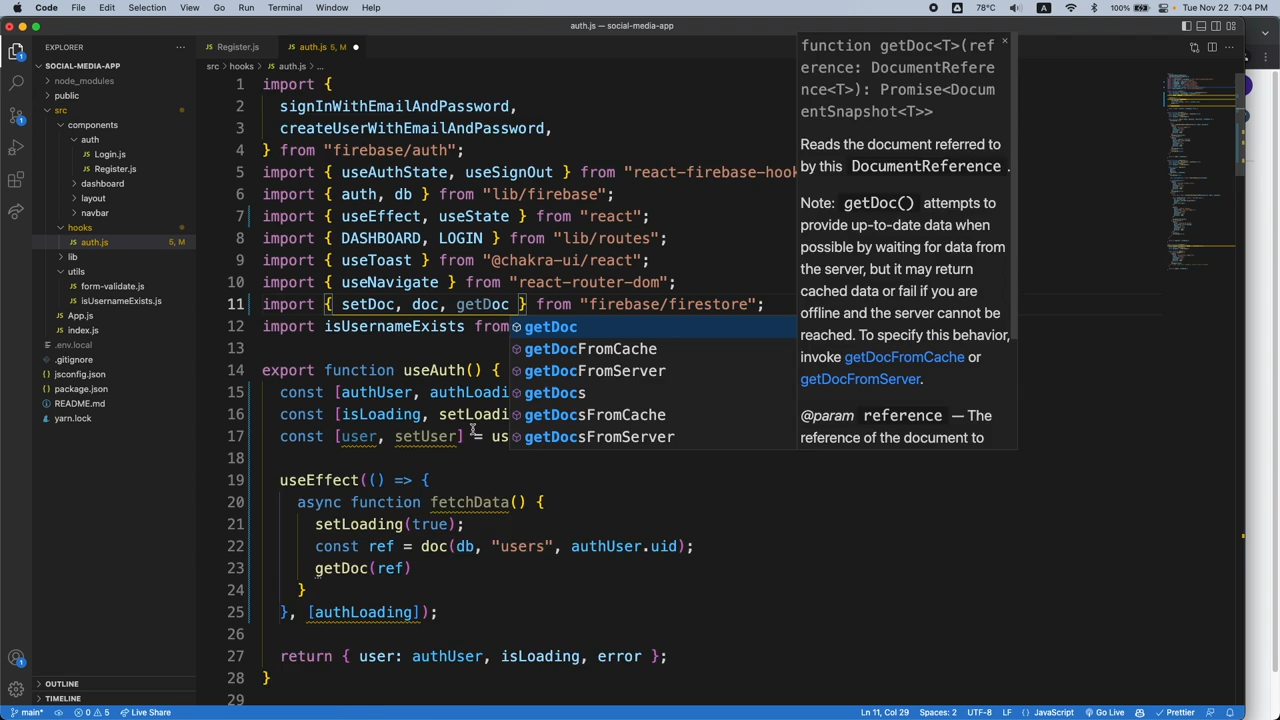 Code File Edit Selection View Go Run Terminal Window Help
78°C A 100% Tue Nov 22 7:04 PM
auth.js — social-media-app
EXPLORER
SOCIAL-MEDIA-APP
node_modules
public
src
components
auth
Login.js
Register.js
dashboard
layout
navbar
hooks
auth.js 5, M
lib
utils
form-validate.js
isUsernameExists.js
App.js
index.js
.env.local
.gitignore
jsconfig.json
package.json
README.md
yarn.lock
OUTLINE
TIMELINE
Register.js auth.js 5, M
src > hooks > auth.js > ...
1 import {
2 signInWithEmailAndPassword,
3 createUserWithEmailAndPassword,
4 } from "firebase/auth";
5 import { useAuthState, useSignOut } from "react-firebase-hook
6 import { auth, db } from "lib/firebase";
7 import { useEffect, useState } from "react";
8 import { DASHBOARD, LOGIN } from "lib/routes";
9 import { useToast } from "@chakra-ui/react";
10 import { useNavigate } from "react-router-dom";
11 import { setDoc, doc, getDoc } from "firebase/firestore";
12 import isUsernameExists from
13
14 export function useAuth() {
15 const [authUser, authLoadi
16 const [isLoading, setLoadi
17 const [user, setUser] = us
18
19 useEffect(() => {
20 async function fetchData() {
21 setLoading(true);
22 const ref = doc(db, "users", authUser.uid);
23 getDoc(ref)
24 }
25 }, [authLoading]);
26
27 return { user: authUser, isLoading, error };
28 }
29
getDoc
getDocFromCache
getDocFromServer
getDocs
getDocsFromCache
getDocsFromServer
function getDoc<T>(ref
erence: DocumentRefere
nce<T>): Promise<Docum
entSnapshot<T>>
Reads the document referred to
by this DocumentReference .
Note: getDoc() attempts to
provide up-to-date data when
possible by waiting for data from
the server, but it may return
cached data or fail if you are
offline and the server cannot be
reached. To specify this behavior,
invoke getDocFromCache or
getDocFromServer.
@param reference — The
reference of the document to
main* 0 5 Live Share
Ln 11, Col 29 Spaces: 2 UTF-8 LF {} JavaScript Go Live Prettier